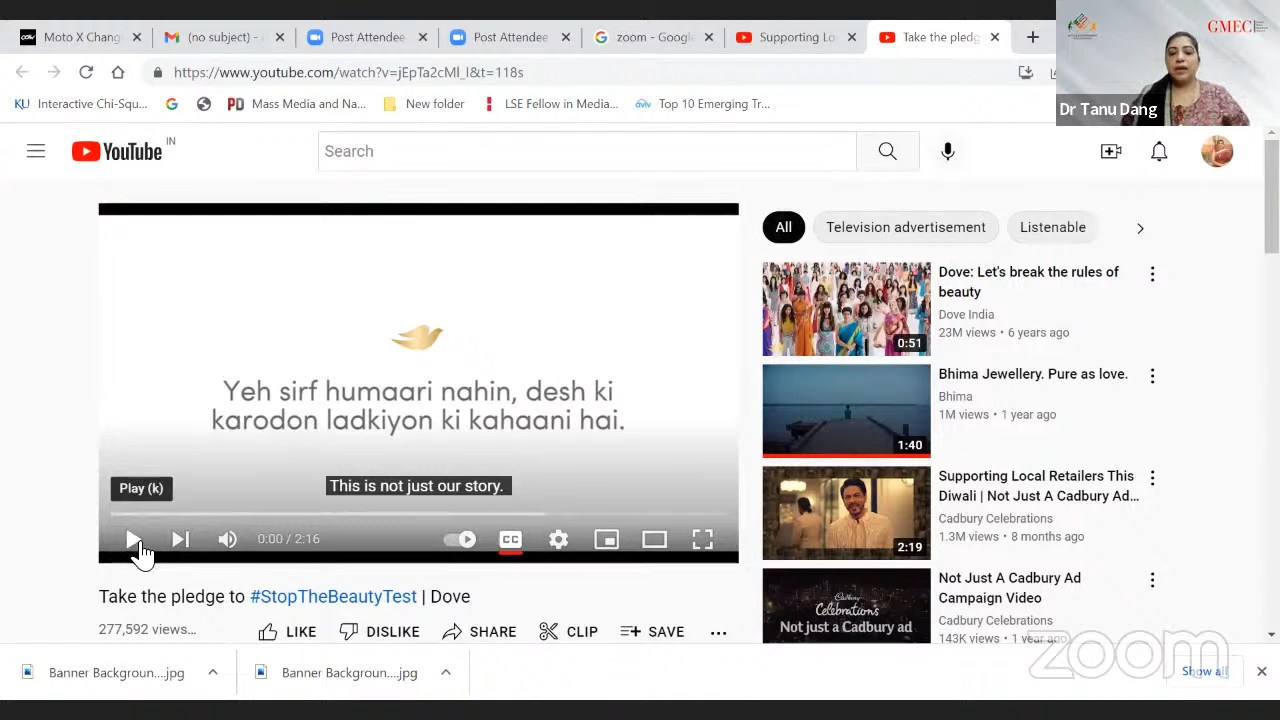 Moto X Chang
(no subject) -
Post Attende
Post Attendee
zoom - Google
Supporting Lo
Take the pledg
GMEC
https://www.youtube.com/watch?v=jEpTa2cMl_I&t=118s
Interactive Chi-Squ...
Mass Media and Na...
New folder
LSE Fellow in Media...
Top 10 Emerging Tr...
Dr Tanu Dang
YouTube IN
Search
Yeh sirf humaari nahin, desh ki
karodon ladkiyon ki kahaani hai.
This is not just our story.
Play (k)
0:00 / 2:16
CC
Take the pledge to #StopTheBeautyTest | Dove
277,592 views...
LIKE
DISLIKE
SHARE
CLIP
SAVE
All
Television advertisement
Listenable
Dove: Let's break the rules of
beauty
Dove India
23M views • 6 years ago
0:51
Bhima Jewellery. Pure as love.
Bhima
1M views • 1 year ago
1:40
Supporting Local Retailers This
Diwali | Not Just A Cadbury Ad...
Cadbury Celebrations
1.3M views • 8 months ago
2:19
Not Just A Cadbury Ad
Campaign Video
Cadbury Celebrations
143K views • 1 year ago
Cadbury
Celebrations
Not just a Cadbury ad
zoom
Banner Backgroun....jpg
Banner Backgroun....jpg
Show all